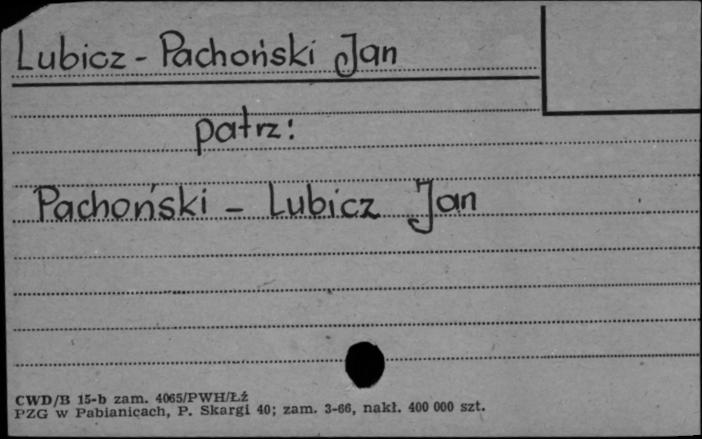 Lubicz - Pachoński Jan
patrz:
Pachoński - Lubicz Jan
CWD/B 15-b zam. 4065/PWH/Łż
PZG w Pabianicach, P. Skargi 40; zam. 3-66, nakł. 400 000 szt.